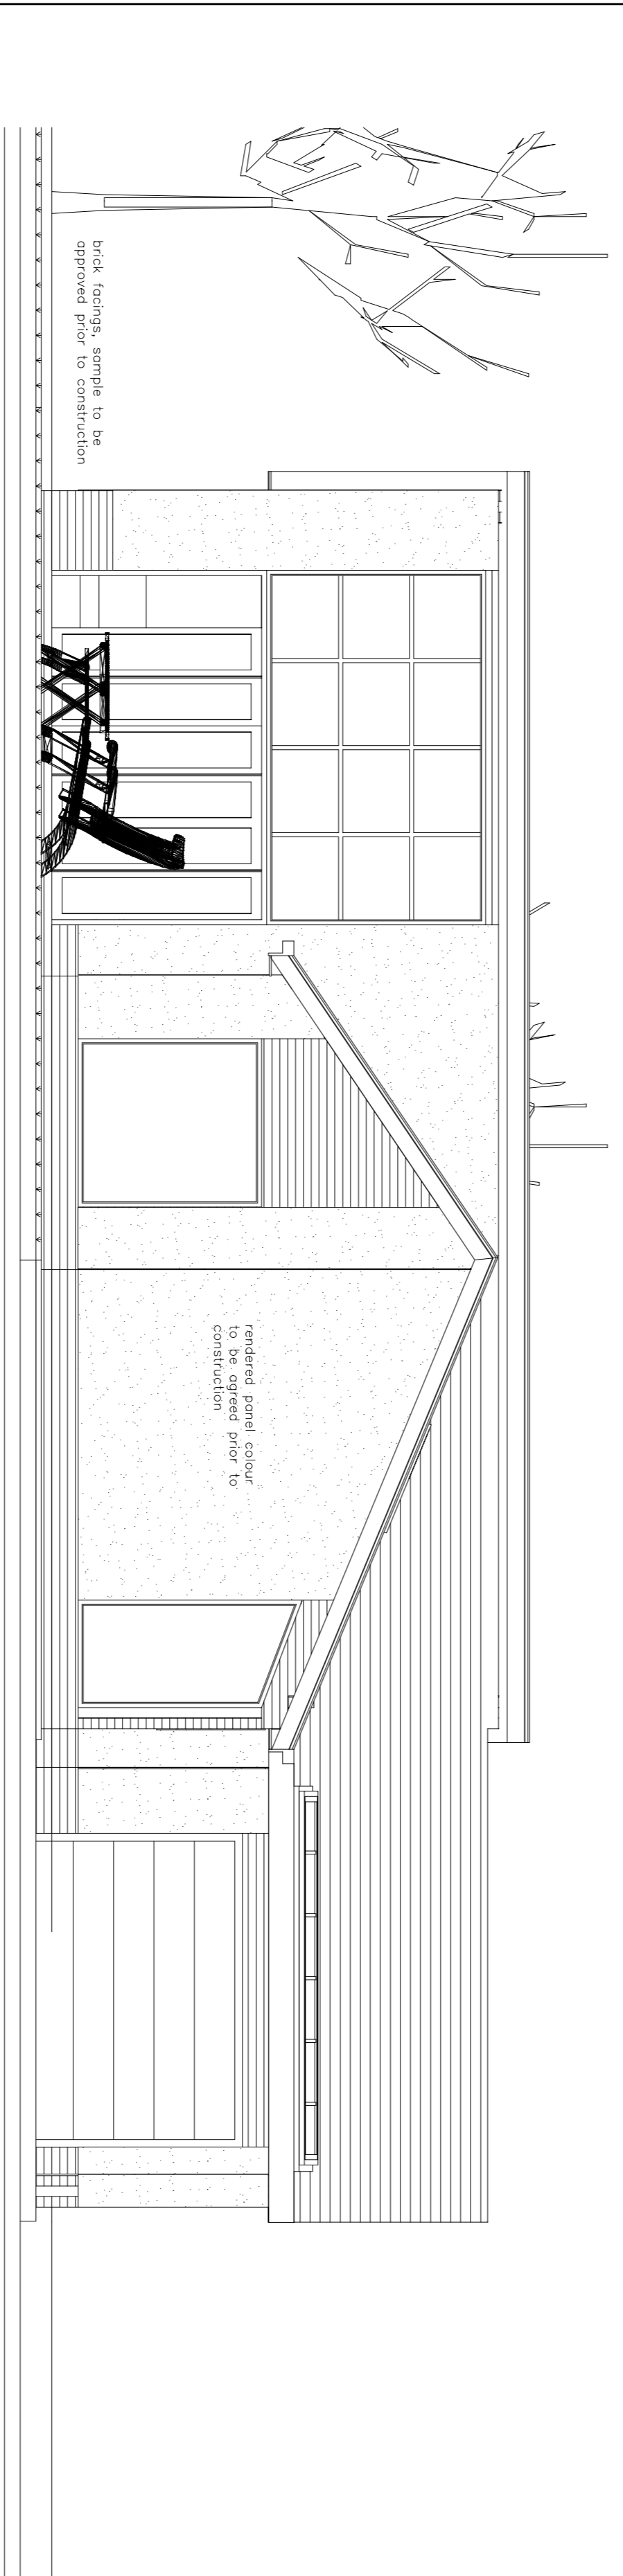 brick facings, sample to be
approved prior to construction
rendered panel colour
to be agreed prior to
construction